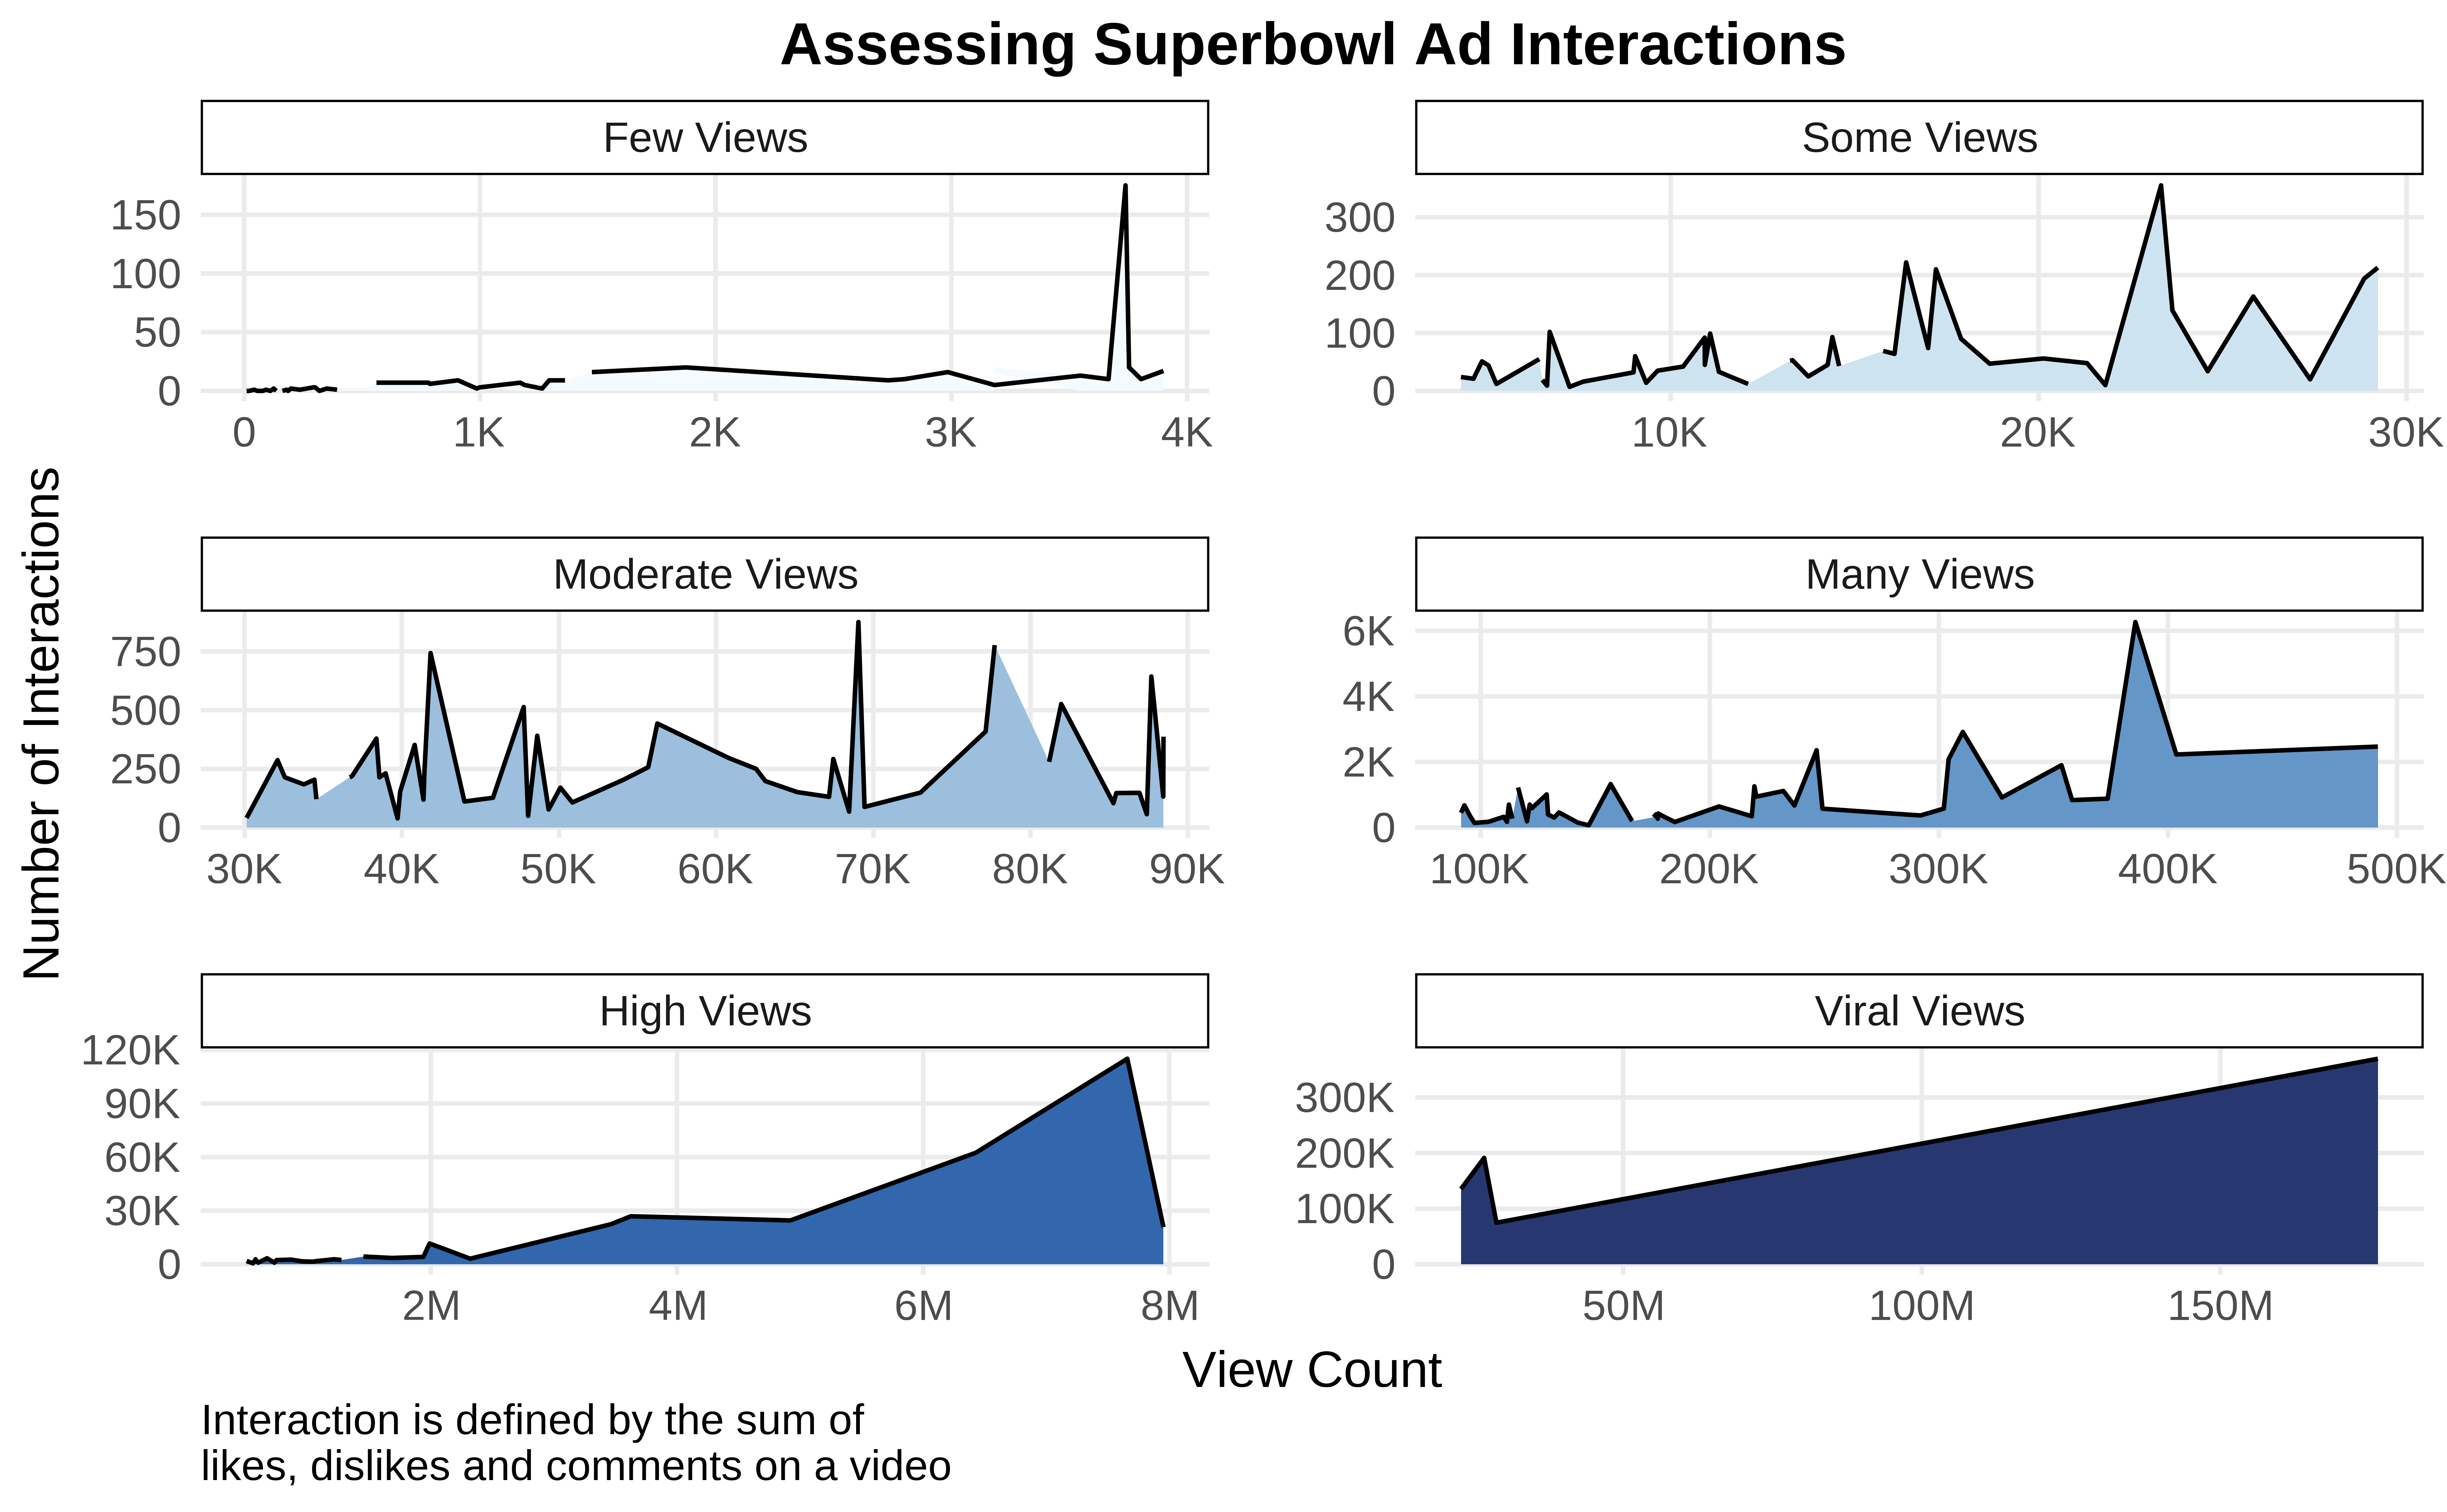 Assessing Superbowl Ad Interactions
Few Views
Some Views
150
100
50
0
0
1K
2K
3K
4K
300
200
100
0
10K
20K
30K
Number of Interactions
Moderate Views
Many Views
750
500
250
0
30K
40K
50K
60K
70K
80K
90K
6K
4K
2K
0
100K
200K
300K
400K
500K
High Views
Viral Views
120K
90K
60K
30K
0
2M
4M
6M
8M
300K
200K
100K
0
50M
100M
150M
View Count
Interaction is defined by the sum of
likes, dislikes and comments on a video